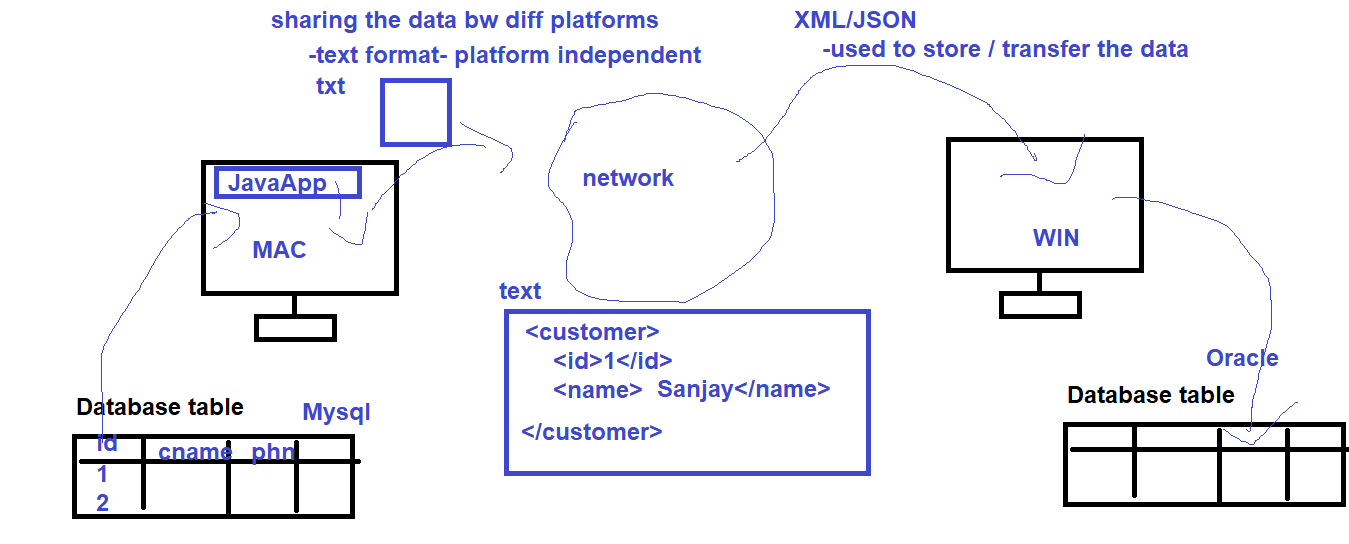 sharing the data bw diff platforms
-text format- platform independent
txt
XML/JSON
-used to store / transfer the data
JavaApp
MAC
network
WIN
text
<customer>
<id>1</id>
<name> Sanjay</name>
</customer>
Database table
Mysql
id cname phn
1
2
Oracle
Database table